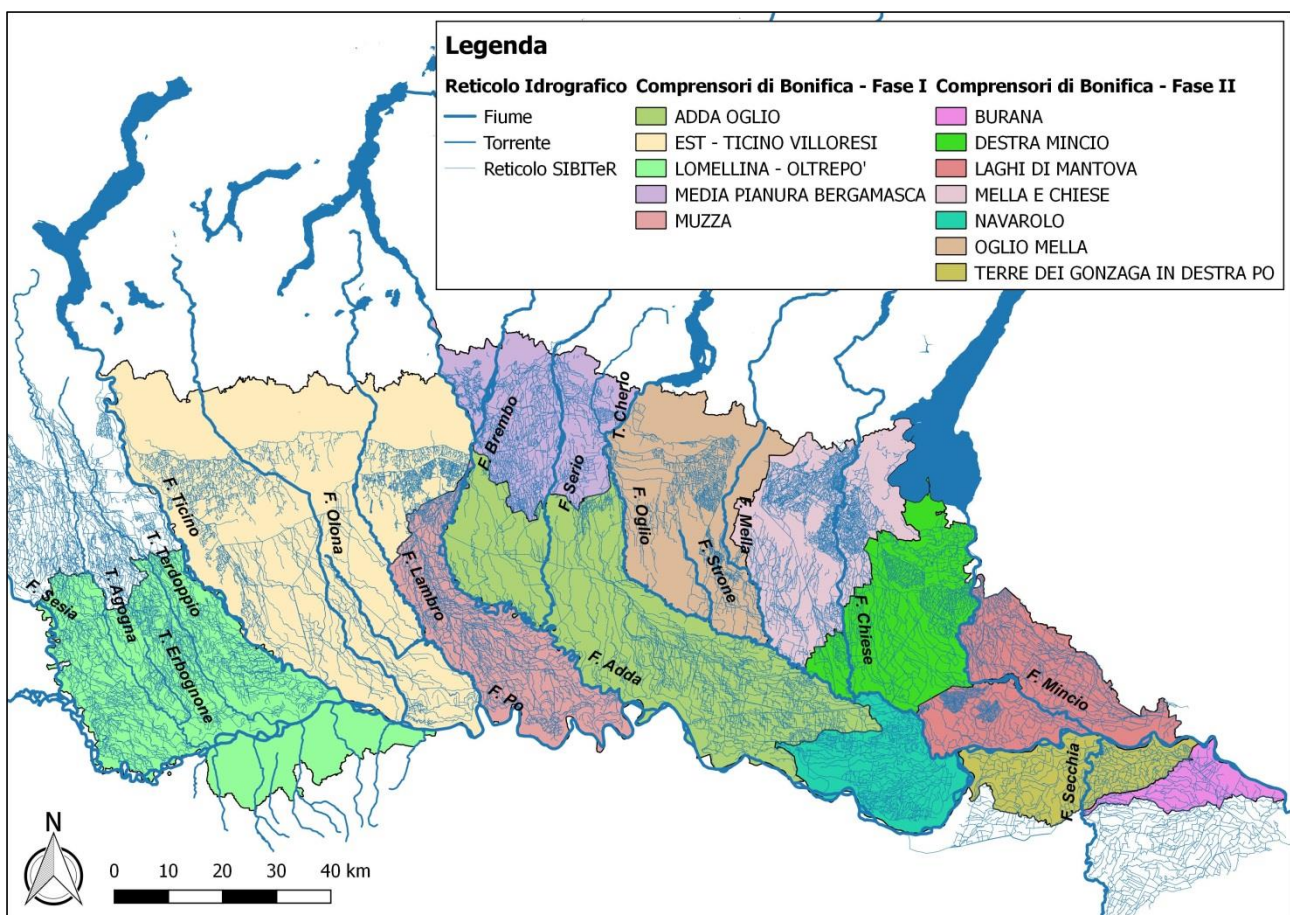 Legenda
Reticolo Idrografico
Fiume
Torrente
Reticolo SIBITeR
Comprensori di Bonifica - Fase I
ADDA OGLIO
EST - TICINO VILLORESI
LOMELLINA - OLTREPO'
MEDIA PIANURA BERGAMASCA
MUZZA
Comprensori di Bonifica - Fase II
BURANA
DESTRA MINCIO
LAGHI DI MANTOVA
MELLA E CHIESE
NAVAROLO
OGLIO MELLA
TERRE DEI GONZAGA IN DESTRA PO
F. Brembo
T. Cherio
F. Serio
F. Ticino
F. Olona
F. Oglio
F. Mella
F. Strone
T. Terdoppio
F. Lambro
F. Sesia
T. Agogna
T. Erbognone
F. Chiese
F. Adda
F. Po
F. Mincio
F. Secchia
N
0 10 20 30 40 km